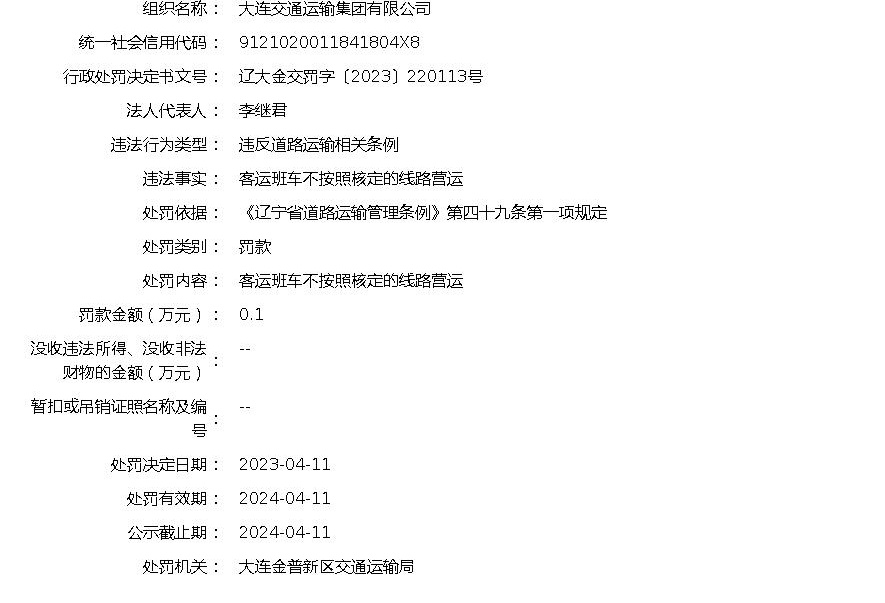 组织名称： 大连交通运输集团有限公司
统一社会信用代码： 9121020011841804X8
行政处罚决定书文号： 辽大金交罚字〔2023〕220113号
法人代表人： 李继君
违法行为类型： 违反道路运输相关条例
违法事实： 客运班车不按照核定的线路营运
处罚依据： 《辽宁省道路运输管理条例》第四十九条第一项规定
处罚类别： 罚款
处罚内容： 客运班车不按照核定的线路营运
罚款金额（万元）： 0.1
没收违法所得、没收非法 --
财物的金额（万元）：
暂扣或吊销证照名称及编 --
号：
处罚决定日期： 2023-04-11
处罚有效期： 2024-04-11
公示截止期： 2024-04-11
处罚机关： 大连金普新区交通运输局